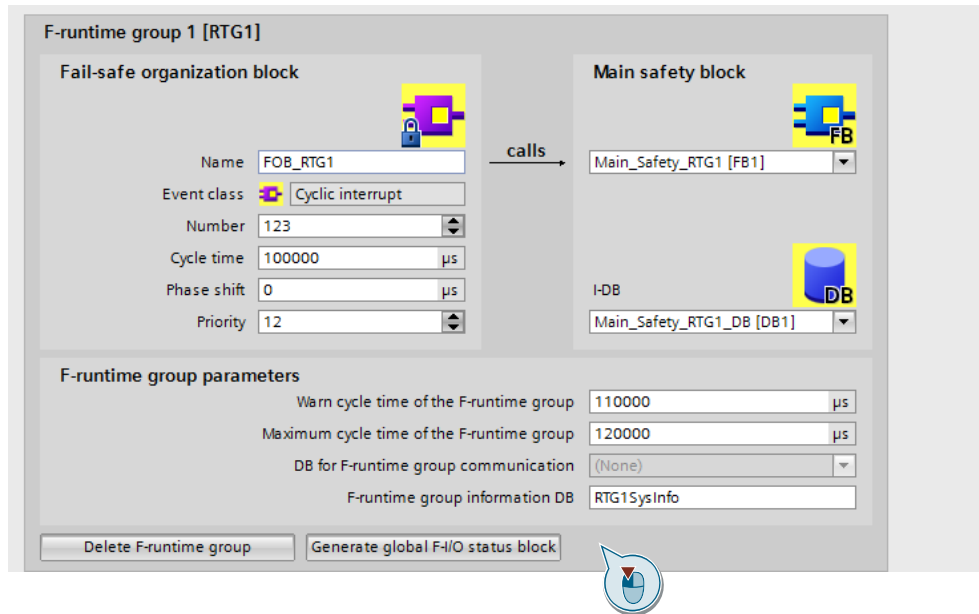 F-runtime group 1 [RTG1]
Fail-safe organization block
Name FOB_RTG1
Event class Cyclic interrupt
Number 123
Cycle time 100000 µs
Phase shift 0 µs
Priority 12
calls
Main safety block
FB
Main_Safety_RTG1 [FB1]
DB
I-DB
Main_Safety_RTG1_DB [DB1]
F-runtime group parameters
Warn cycle time of the F-runtime group 110000 µs
Maximum cycle time of the F-runtime group 120000 µs
DB for F-runtime group communication (None)
F-runtime group information DB RTG1SysInfo
Delete F-runtime group Generate global F-I/O status block